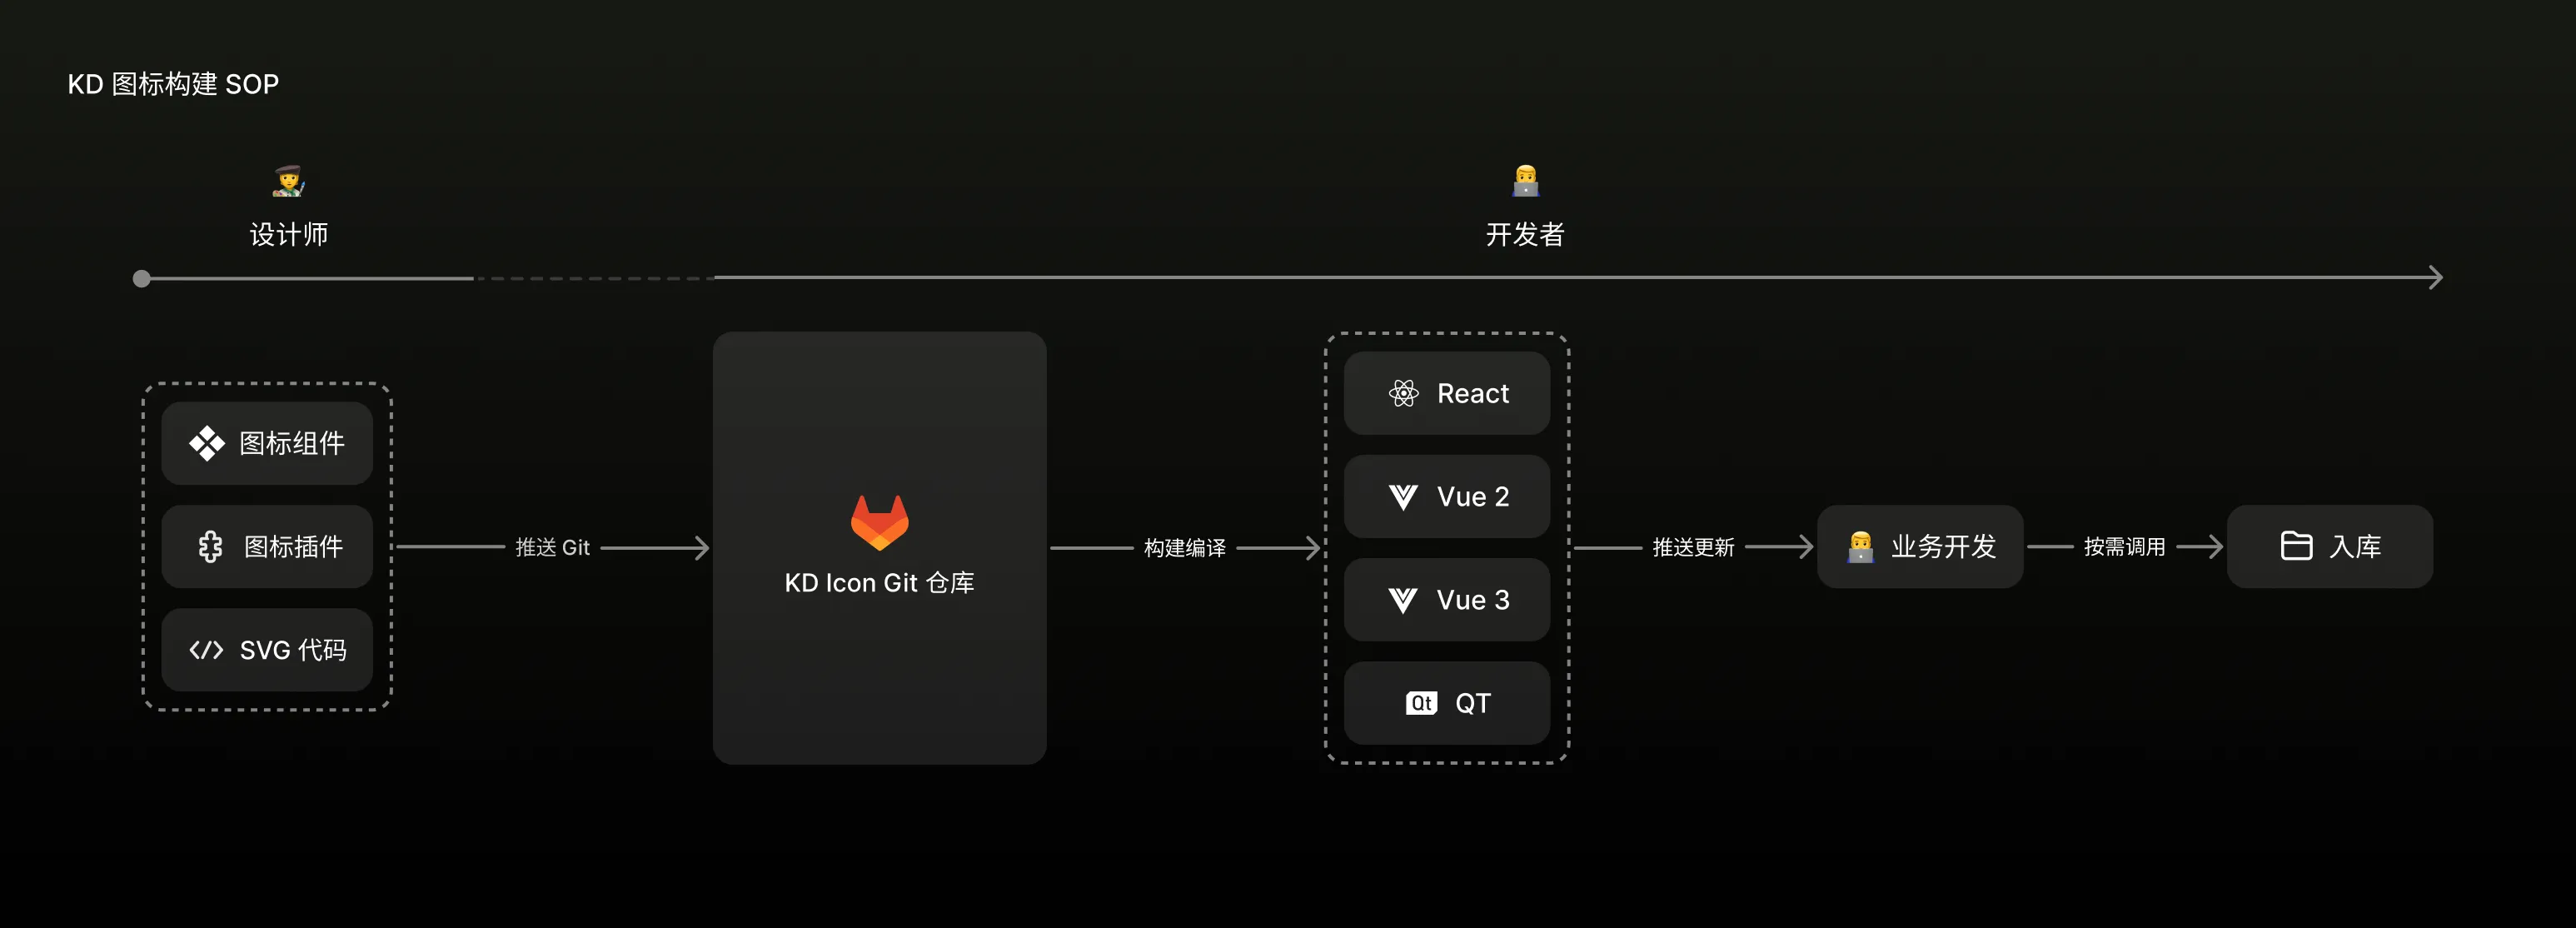 KD 图标构建 SOP
设计师
开发者
图标组件
图标插件
SVG 代码
推送 Git
KD Icon Git 仓库
构建编译
React
Vue 2
Vue 3
Qt QT
推送更新
业务开发
按需调用
入库